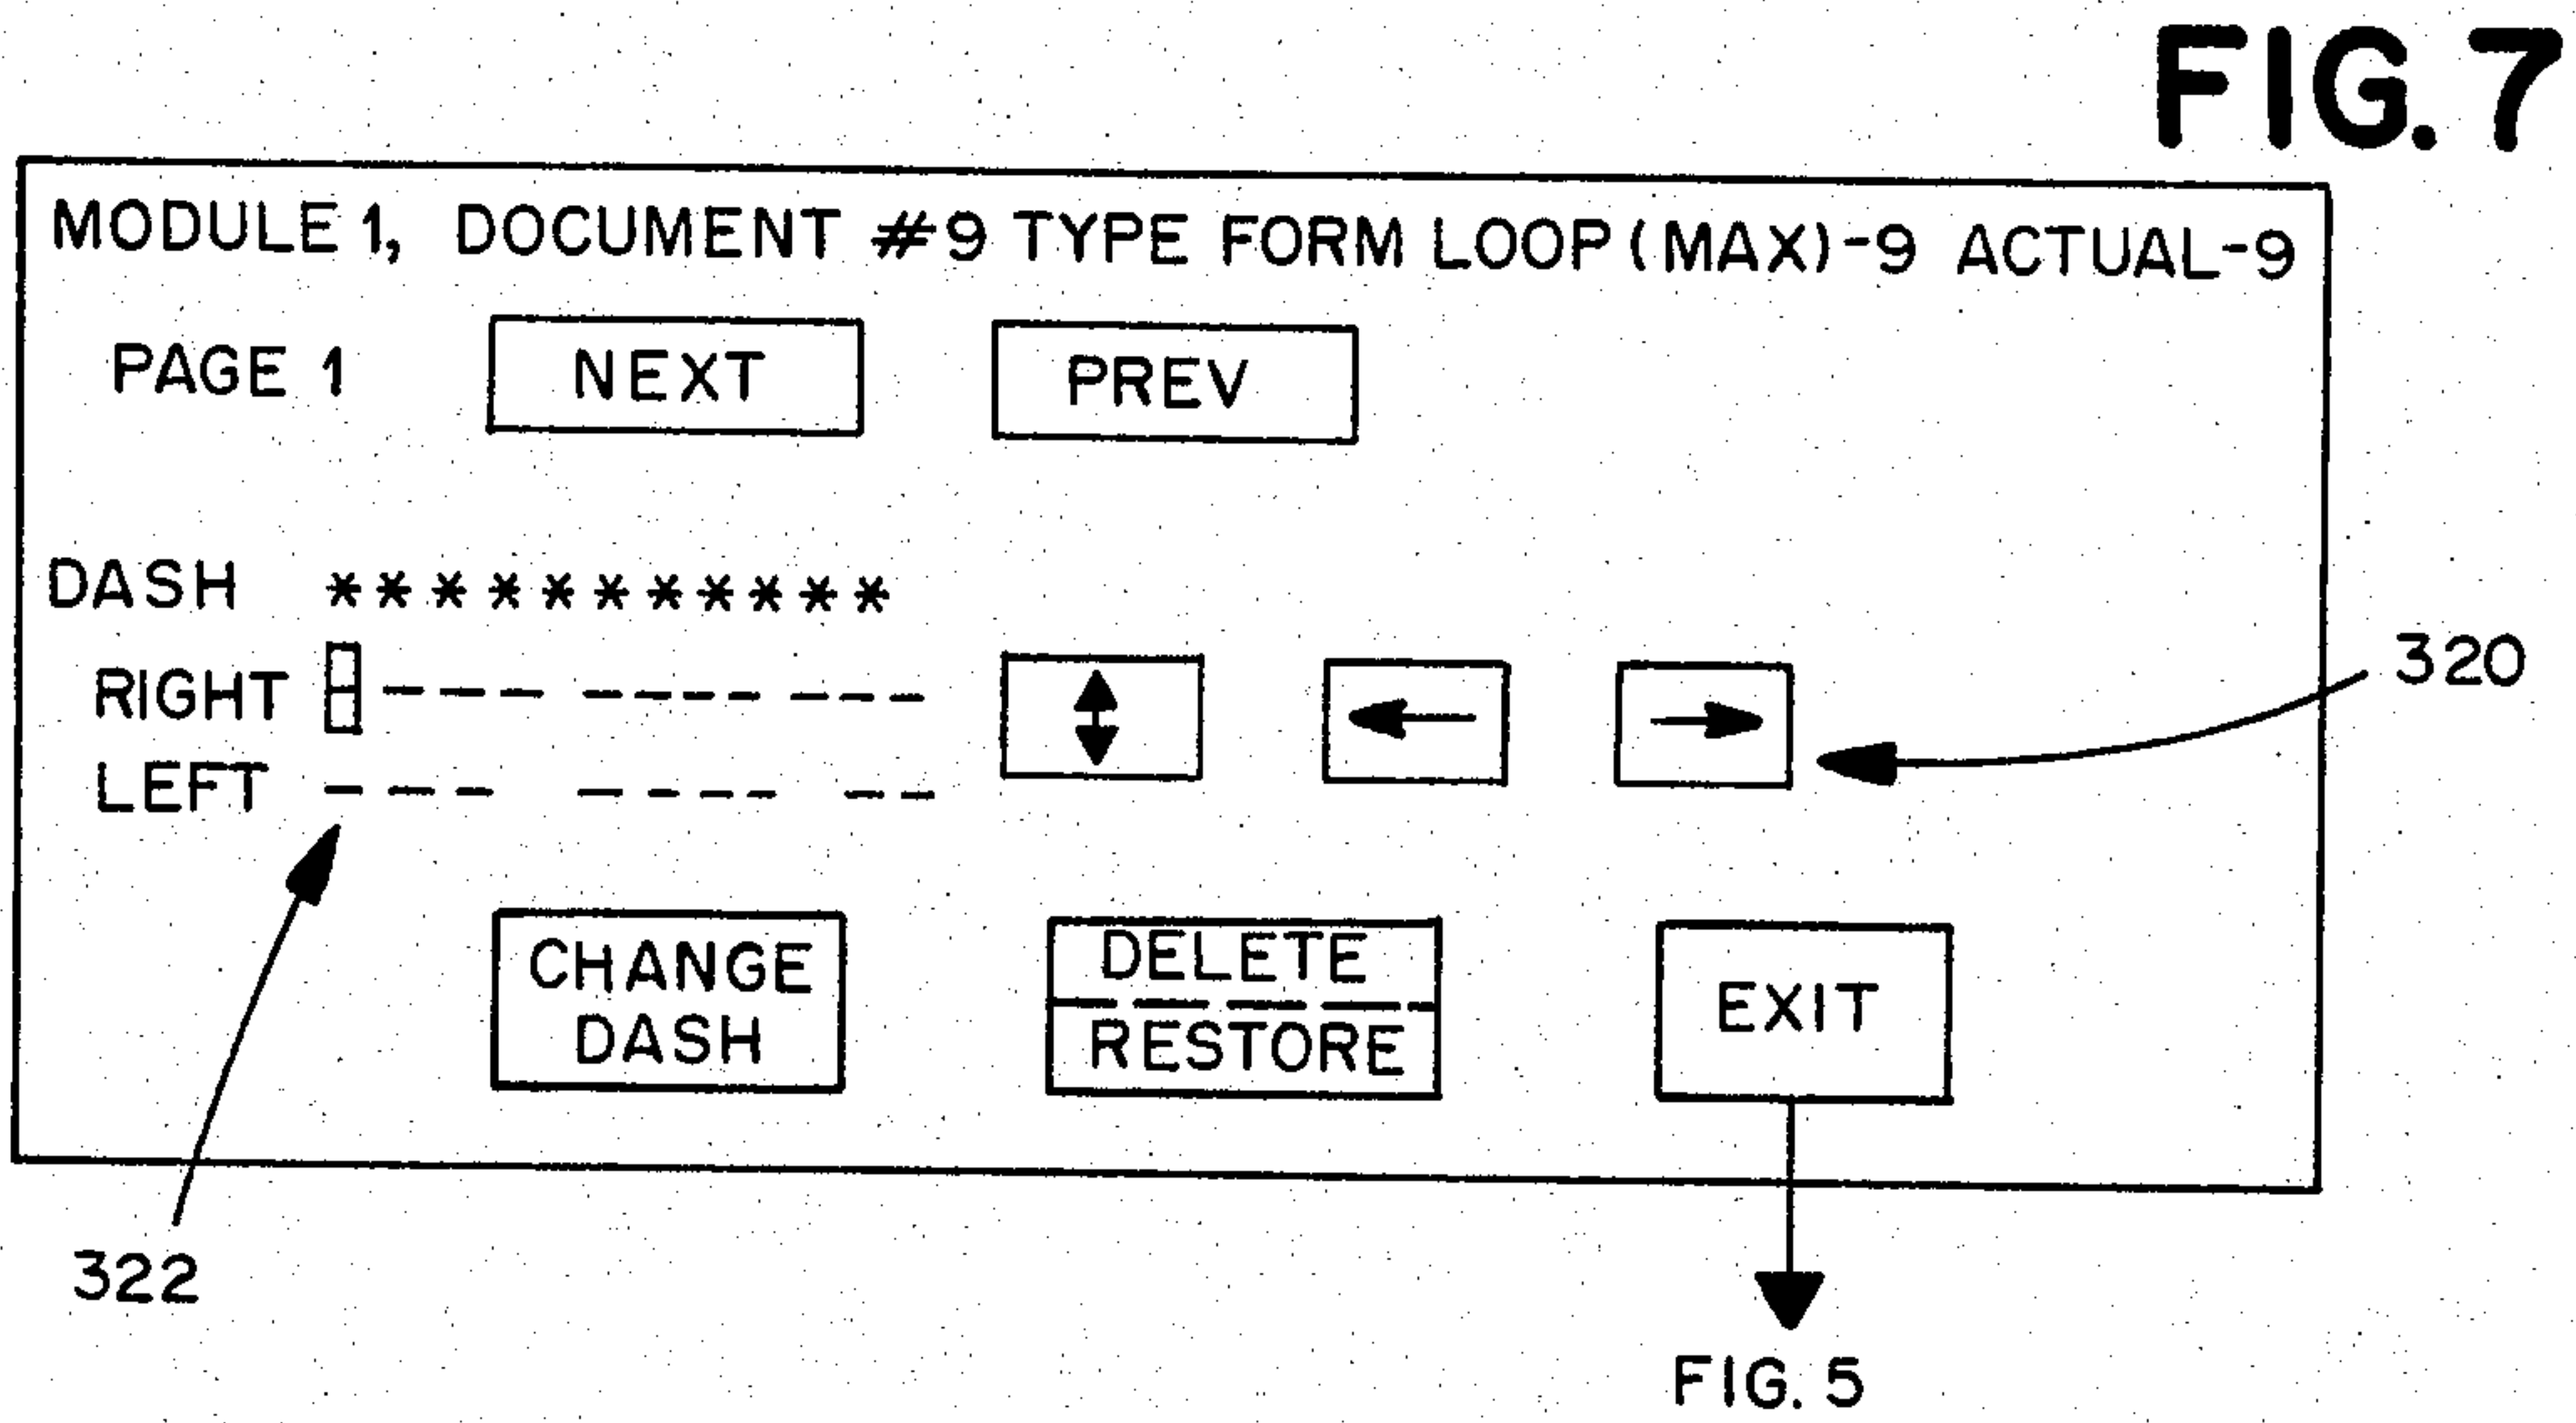 FIG. 7
MODULE 1, DOCUMENT #9 TYPE FORM LOOP (MAX)-9 ACTUAL-9
PAGE 1 NEXT PREV
DASH ***********
RIGHT --- ---- ---
320
LEFT --- ---- --
CHANGE DASH
DELETE
RESTORE
EXIT
322
FIG. 5